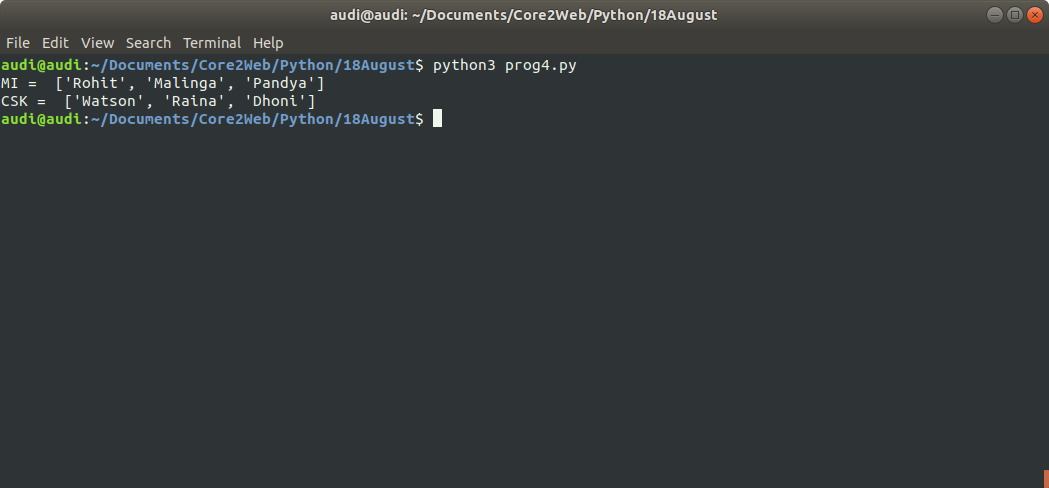 audi@audi: ~/Documents/Core2Web/Python/18August
File Edit View Search Terminal Help
audi@audi:~/Documents/Core2Web/Python/18August$ python3 prog4.py
MI =  ['Rohit', 'Malinga', 'Pandya']
CSK =  ['Watson', 'Raina', 'Dhoni']
audi@audi:~/Documents/Core2Web/Python/18August$